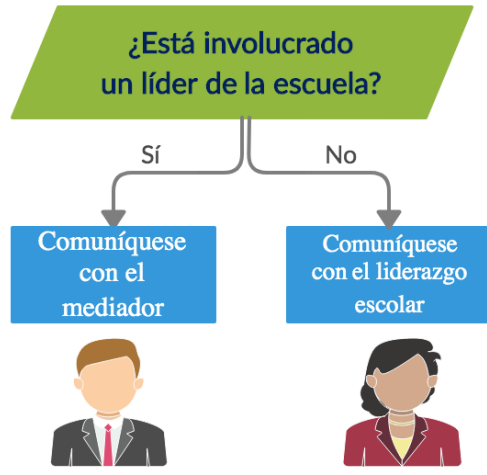 ¿Está involucrado
un líder de la escuela?
Sí
No
Comuníquese
con el
mediador
Comuníquese
con el liderazgo
escolar